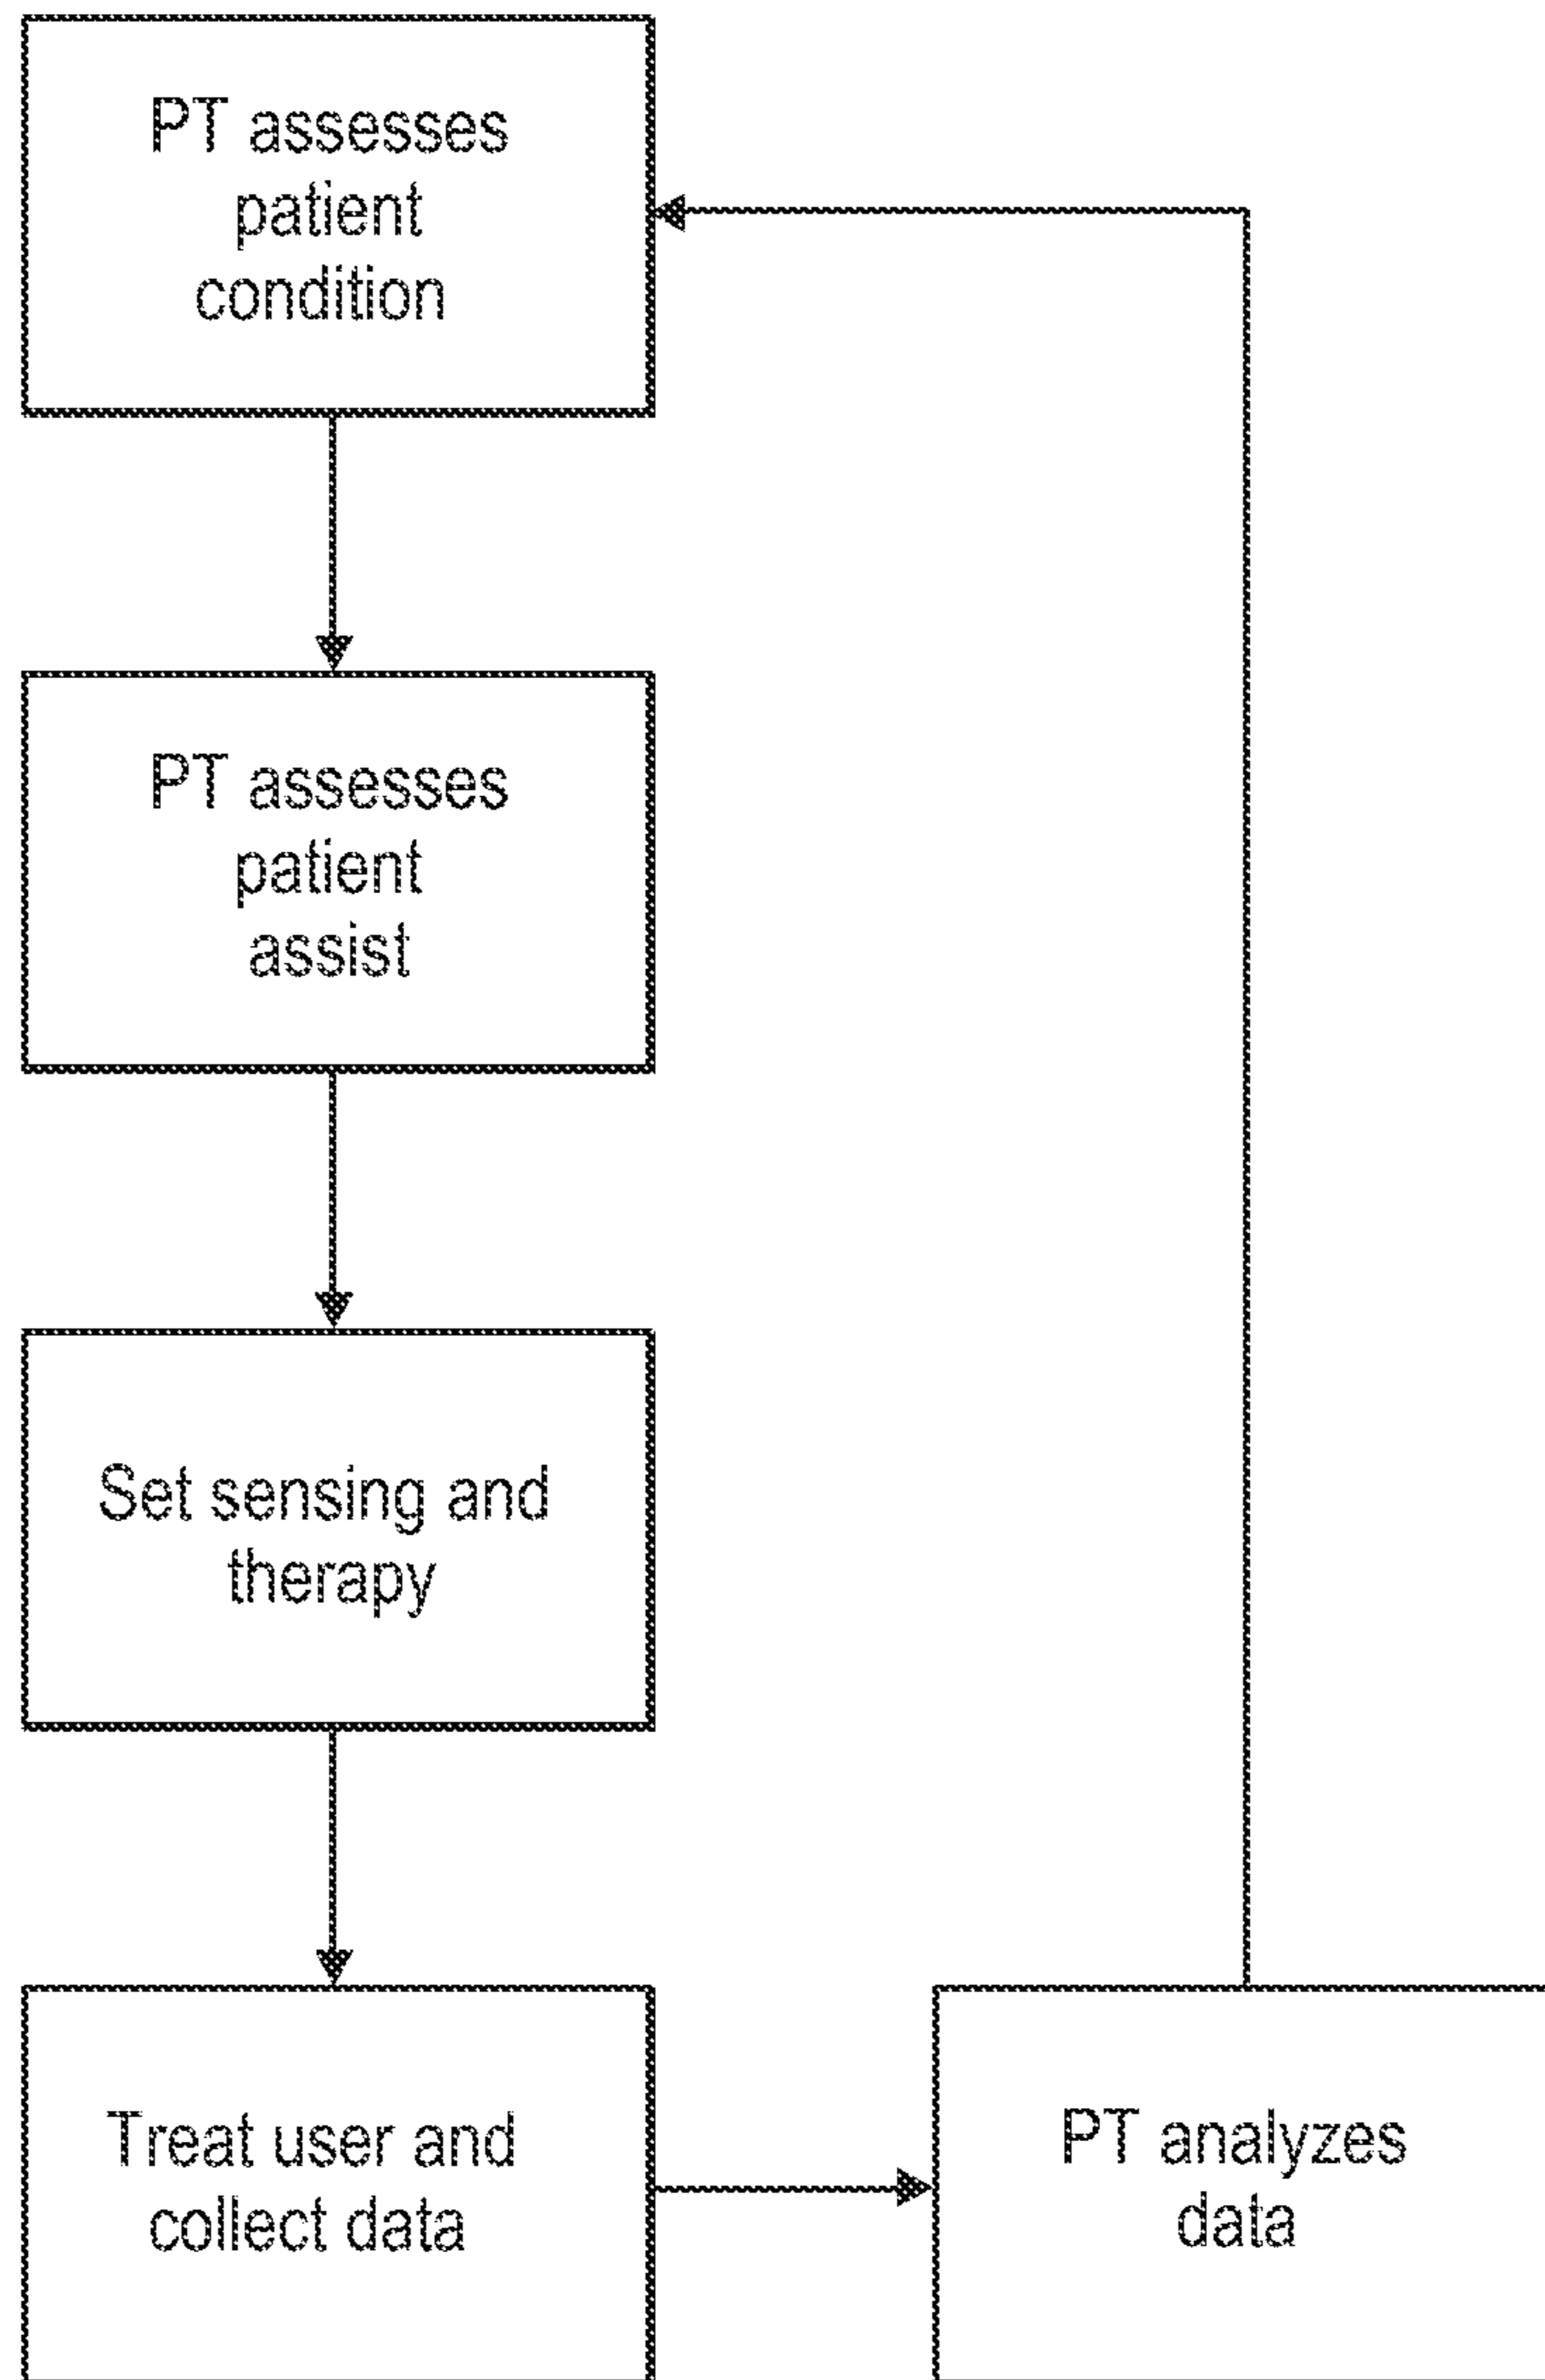 PT assesses
patient
condition
PT assesses
patient
assist
Set sensing and
therapy
Treat user and
collect data
PT analyzes
data